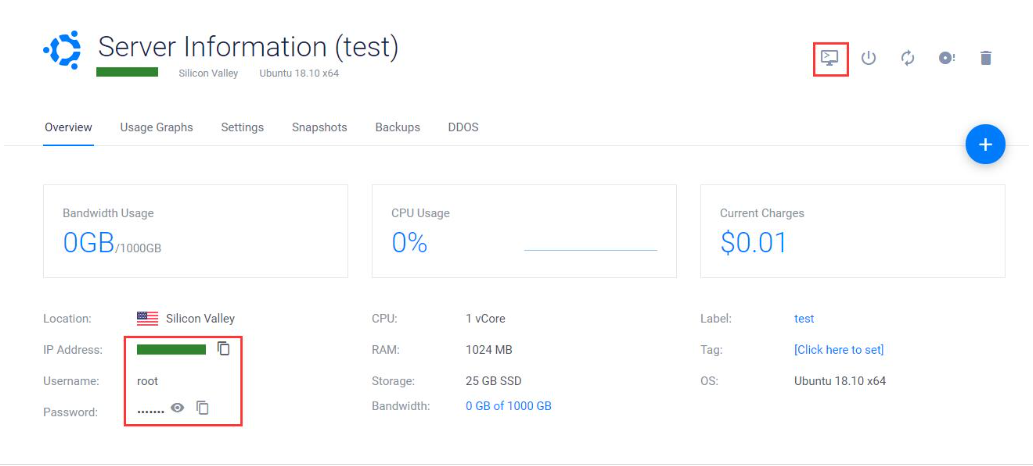 Server Information (test)
Silicon Valley Ubuntu 18.10 x64
Overview Usage Graphs Settings Snapshots Backups DDOS
+
Bandwidth Usage
0GB/1000GB
CPU Usage
0%
Current Charges
$0.01
Location: Silicon Valley
IP Address:
Username: root
Password: .......
CPU: 1 vCore
RAM: 1024 MB
Storage: 25 GB SSD
Bandwidth: 0 GB of 1000 GB
Label: test
Tag: [Click here to set]
OS: Ubuntu 18.10 x64